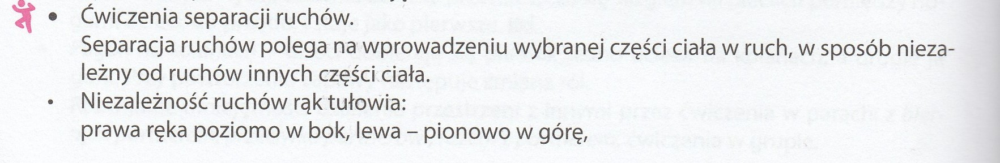 • Ćwiczenia separacji ruchów.
Separacja ruchów polega na wprowadzeniu wybranej części ciała w ruch, w sposób nieza-
leżny od ruchów innych części ciała.
• Niezależność ruchów rąk tułowia:
prawa ręka poziomo w bok, lewa – pionowo w górę,